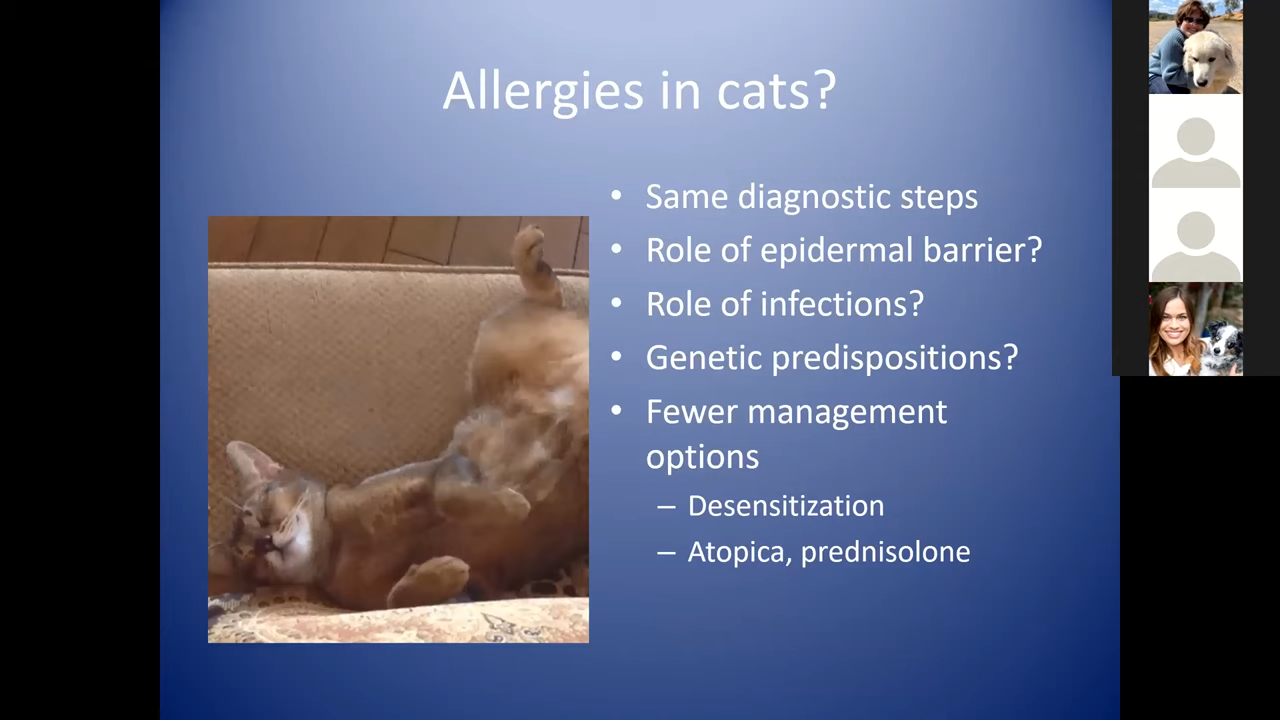 Allergies in cats?
• Same diagnostic steps
• Role of epidermal barrier?
• Role of infections?
• Genetic predispositions?
• Fewer management
options
– Desensitization
– Atopica, prednisolone